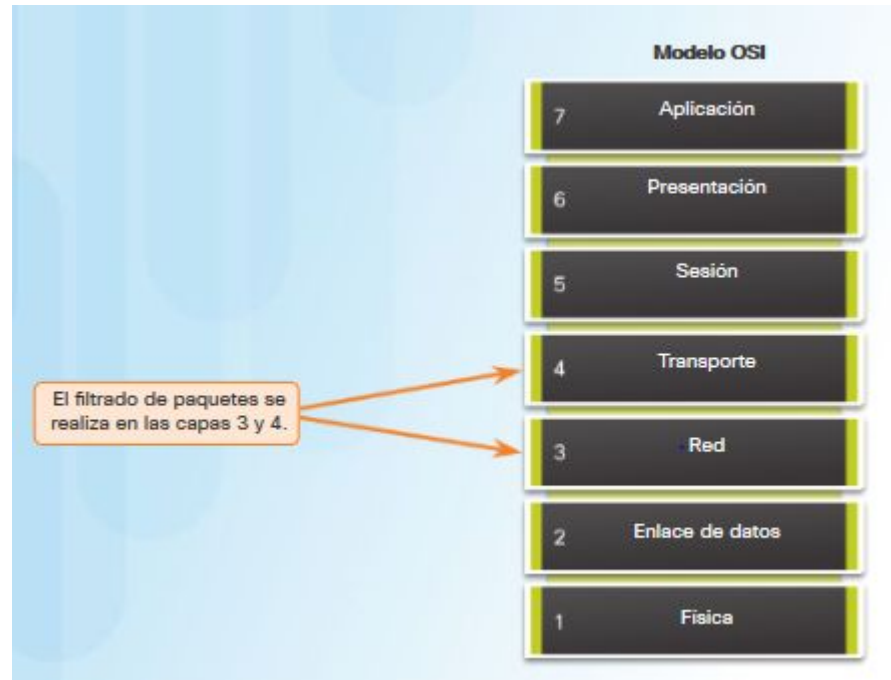 Modelo OSI
7 Aplicación
6 Presentación
5 Sesión
4 Transporte
El filtrado de paquetes se
realiza en las capas 3 y 4.
3 Red
2 Enlace de datos
1 Física